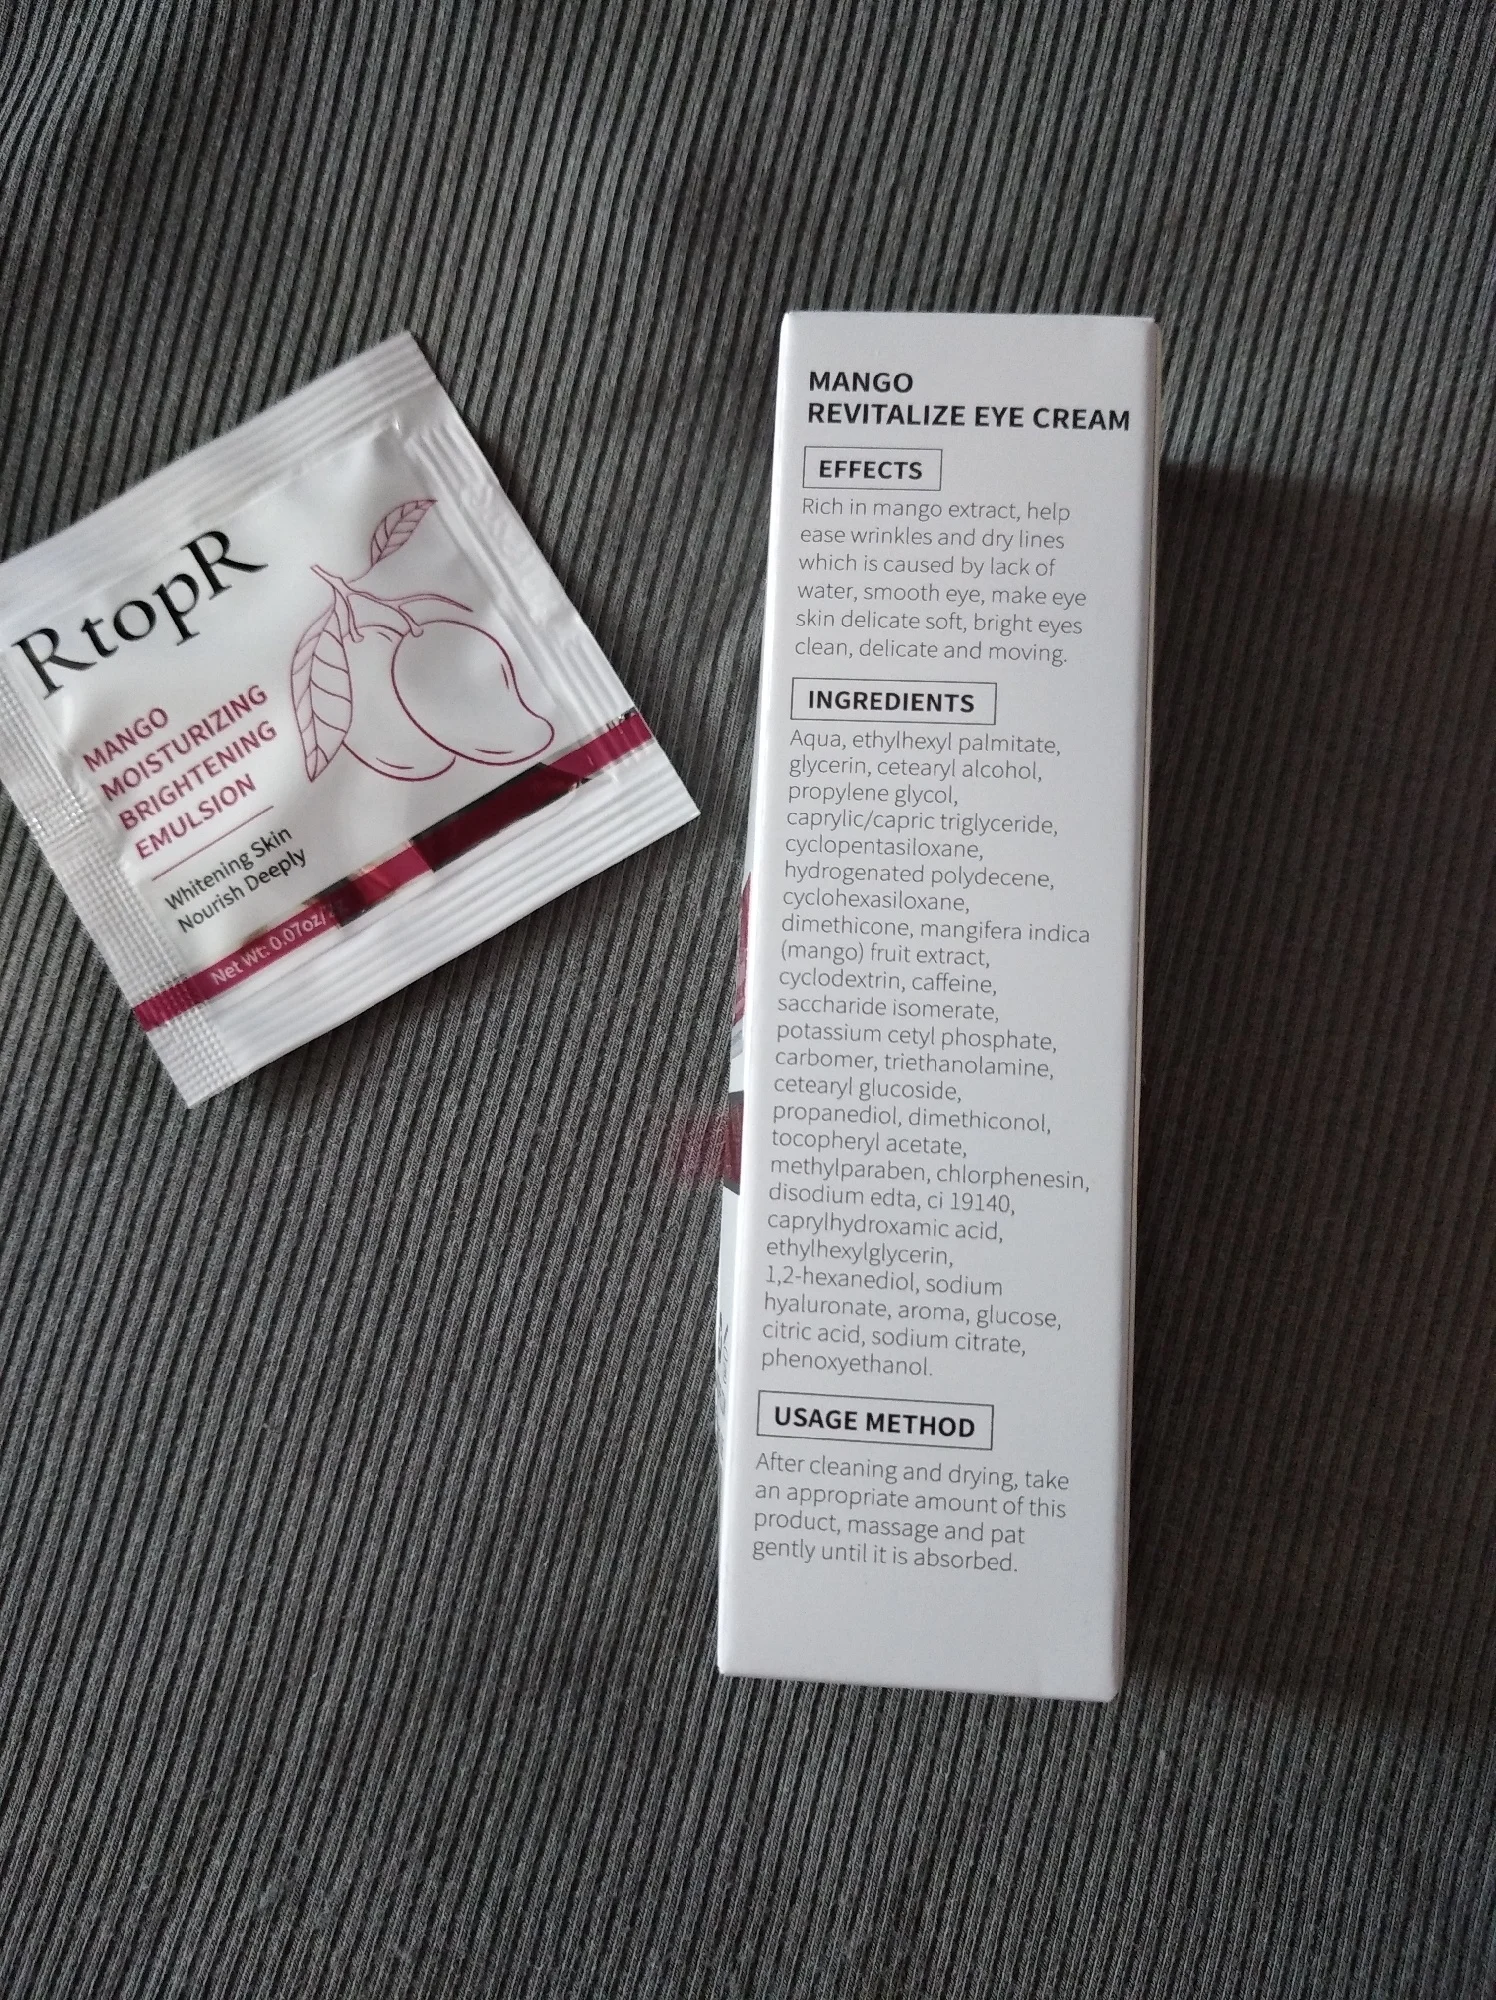 RtopR
MANGO
MOISTURIZING
BRIGHTENING
EMULSION
Whitening Skin
Nourish Deeply
Net Wt: 0.07oz/
MANGO
REVITALIZE EYE CREAM
EFFECTS
Rich in mango extract, help
ease wrinkles and dry lines
which is caused by lack of
water, smooth eye, make eye
skin delicate soft, bright eyes
clean, delicate and moving.
INGREDIENTS
Aqua, ethylhexyl palmitate,
glycerin, cetearyl alcohol,
propylene glycol,
caprylic/capric triglyceride,
cyclopentasiloxane,
hydrogenated polydecene,
cyclohexasiloxane,
dimethicone, mangifera indica
(mango) fruit extract,
cyclodextrin, caffeine,
saccharide isomerate,
potassium cetyl phosphate,
carbomer, triethanolamine,
cetearyl glucoside,
propanediol, dimethiconol,
tocopheryl acetate,
methylparaben, chlorphenesin,
disodium edta, ci 19140,
caprylhydroxamic acid,
ethylhexylglycerin,
1,2-hexanediol, sodium
hyaluronate, aroma, glucose,
citric acid, sodium citrate,
phenoxyethanol.
USAGE METHOD
After cleaning and drying, take
an appropriate amount of this
product, massage and pat
gently until it is absorbed.